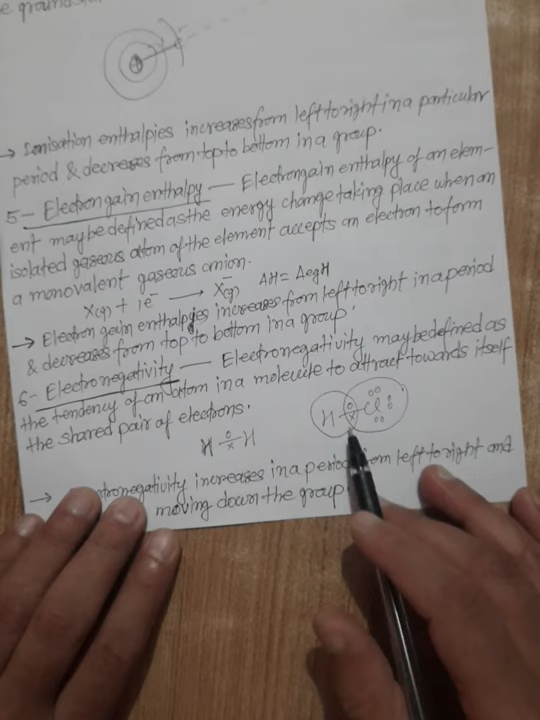 e ground
→ Ionisation enthalpies increases from left to right in a particular
period & decreases from top to bottom in a group.
5- Electron gain enthalpy — Electron gain enthalpy of an elem-
ent may be defined as the energy change taking place when an
isolated gaseous atom of the element accepts an electron to form
a monovalent gaseous anion.
X(g) + 1e⁻ → X⁻(g) ΔH = ΔegH
→ Electron gain enthalpies increases from left to right in a period
& decreases from top to bottom in a group.
6- Electronegativity — Electronegativity may be defined as
the tendency of an atom in a molecule to attract towards itself
the shared pair of electrons.
H Cl
H H
→ tronegativity increases in a period from left to right and
moving down the group